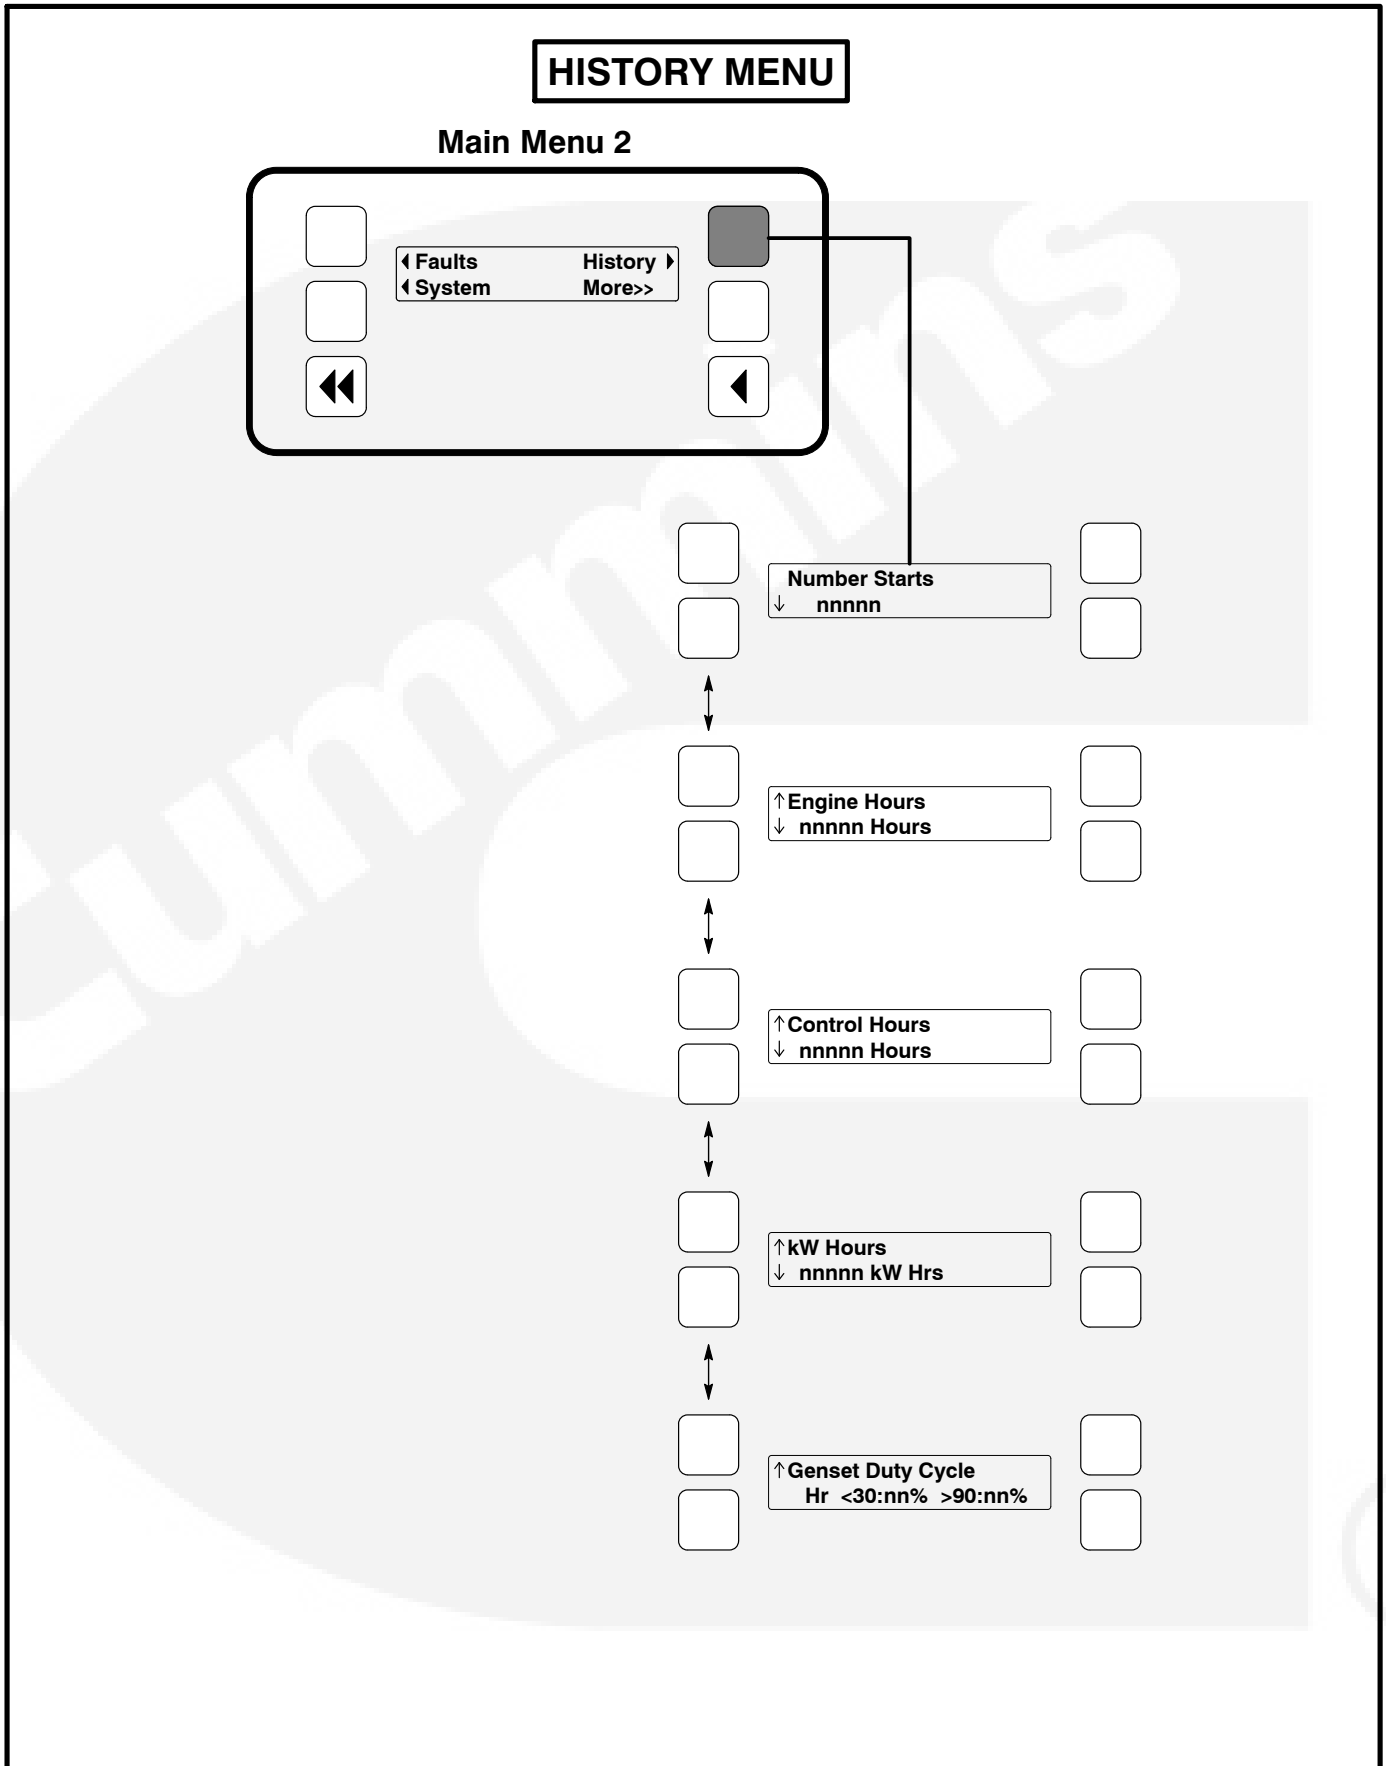 HISTORY MENU
Main Menu 2
Faults History
System More>>
Number Starts
↓ nnnnn
↑Engine Hours
↓ nnnnn Hours
↑Control Hours
↓ nnnnn Hours
↑kW Hours
↓ nnnnn kW Hrs
↑Genset Duty Cycle
Hr <30:nn% >90:nn%
Cummins